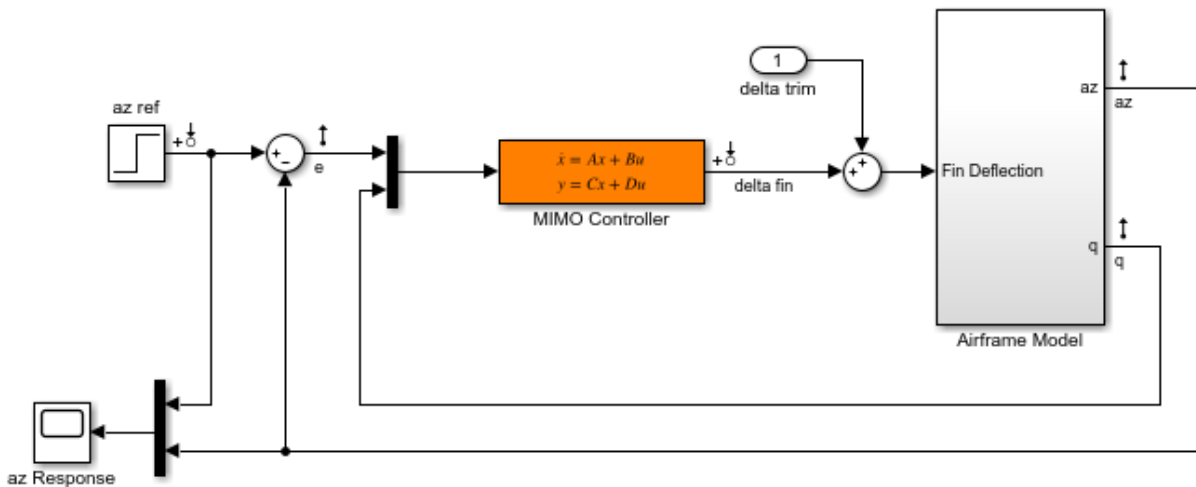 1
delta trim
az ref
+
az
az
+
−
e
ẋ = Ax + Bu
y = Cx + Du
+
delta fin
+
+
Fin Deflection
MIMO Controller
q
q
Airframe Model
az Response